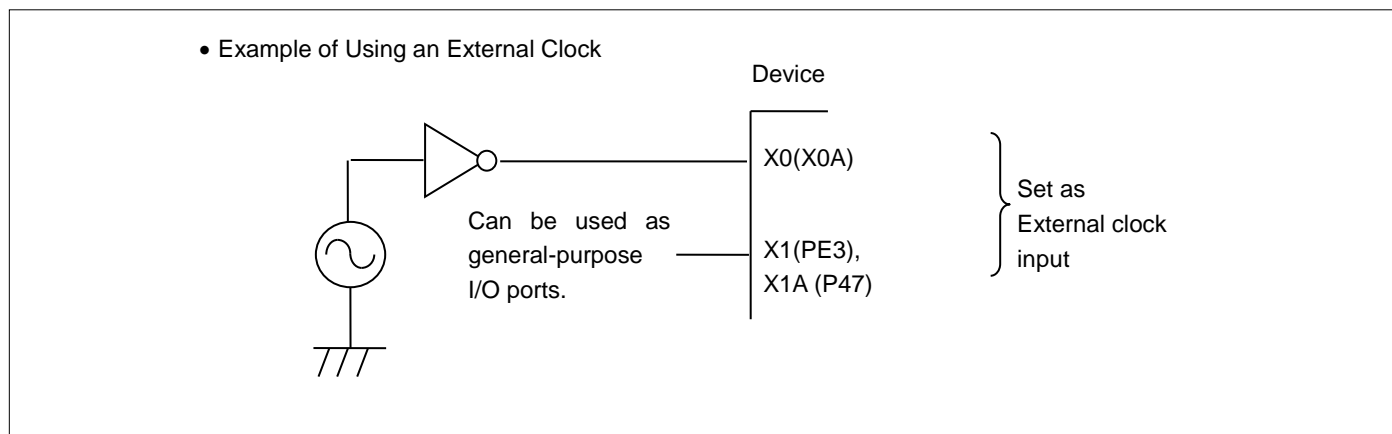 • Example of Using an External Clock
Device
X0(X0A)
Can be used as
general-purpose
I/O ports.
X1(PE3),
X1A (P47)
Set as
External clock
input